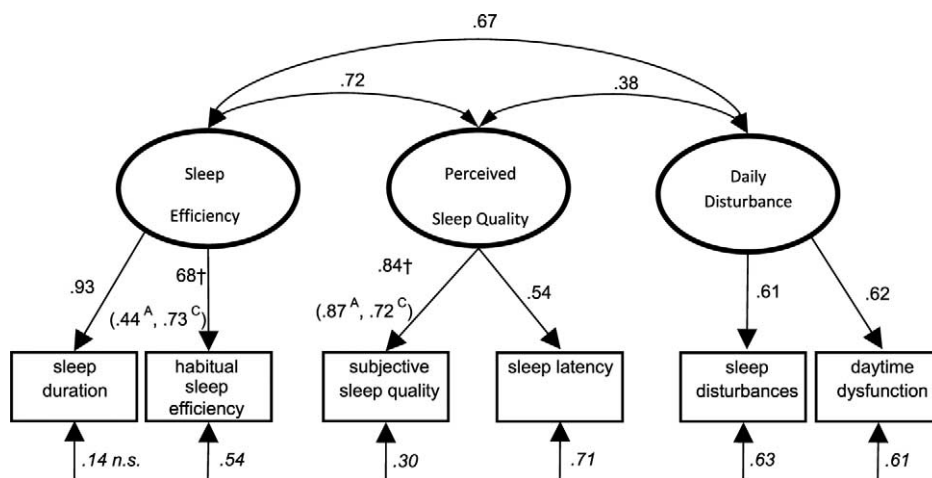 .67
.72
.38
Sleep
Efficiency
Perceived
Sleep Quality
Daily
Disturbance
.93
68†
(.44 A, .73 C)
.84†
(.87 A, .72 C)
.54
.61
.62
sleep
duration
habitual
sleep
efficiency
subjective
sleep quality
sleep latency
sleep
disturbances
daytime
dysfunction
.14 n.s.
.54
.30
.71
.63
.61